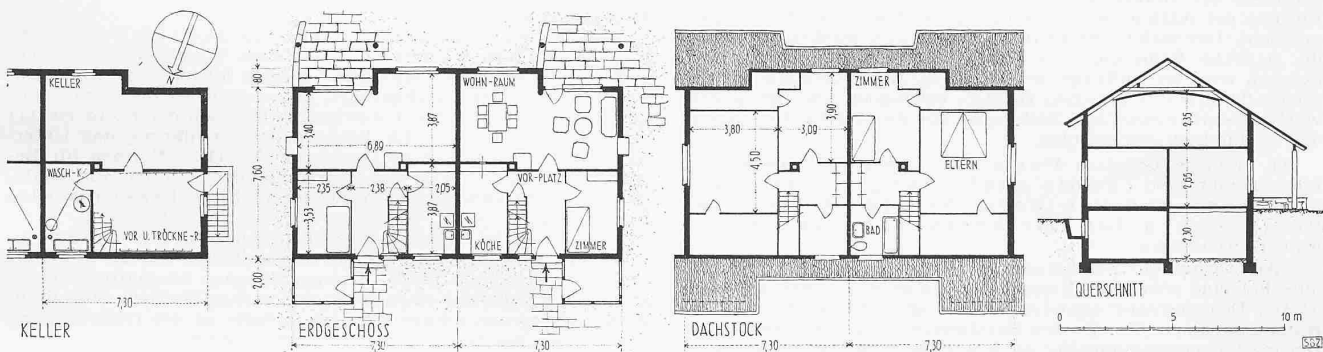 N
KELLER
WASCH-K.
VOR U. TRÖCKNE-R.
7,30
KELLER
80
7,60
2,00
3,40
3,87
6,89
2,35
2,38
2,05
3,53
3,87
WOHN-RAUM
VOR-PLATZ
KÜCHE
ZIMMER
ERDGESCHOSS
7,30
7,30
ZIMMER
3,90
3,80
3,09
4,50
ELTERN
BAD
DACHSTOCK
7,30
7,30
2,35
2,65
2,30
QUERSCHNITT
0
5
10 m
SBZ